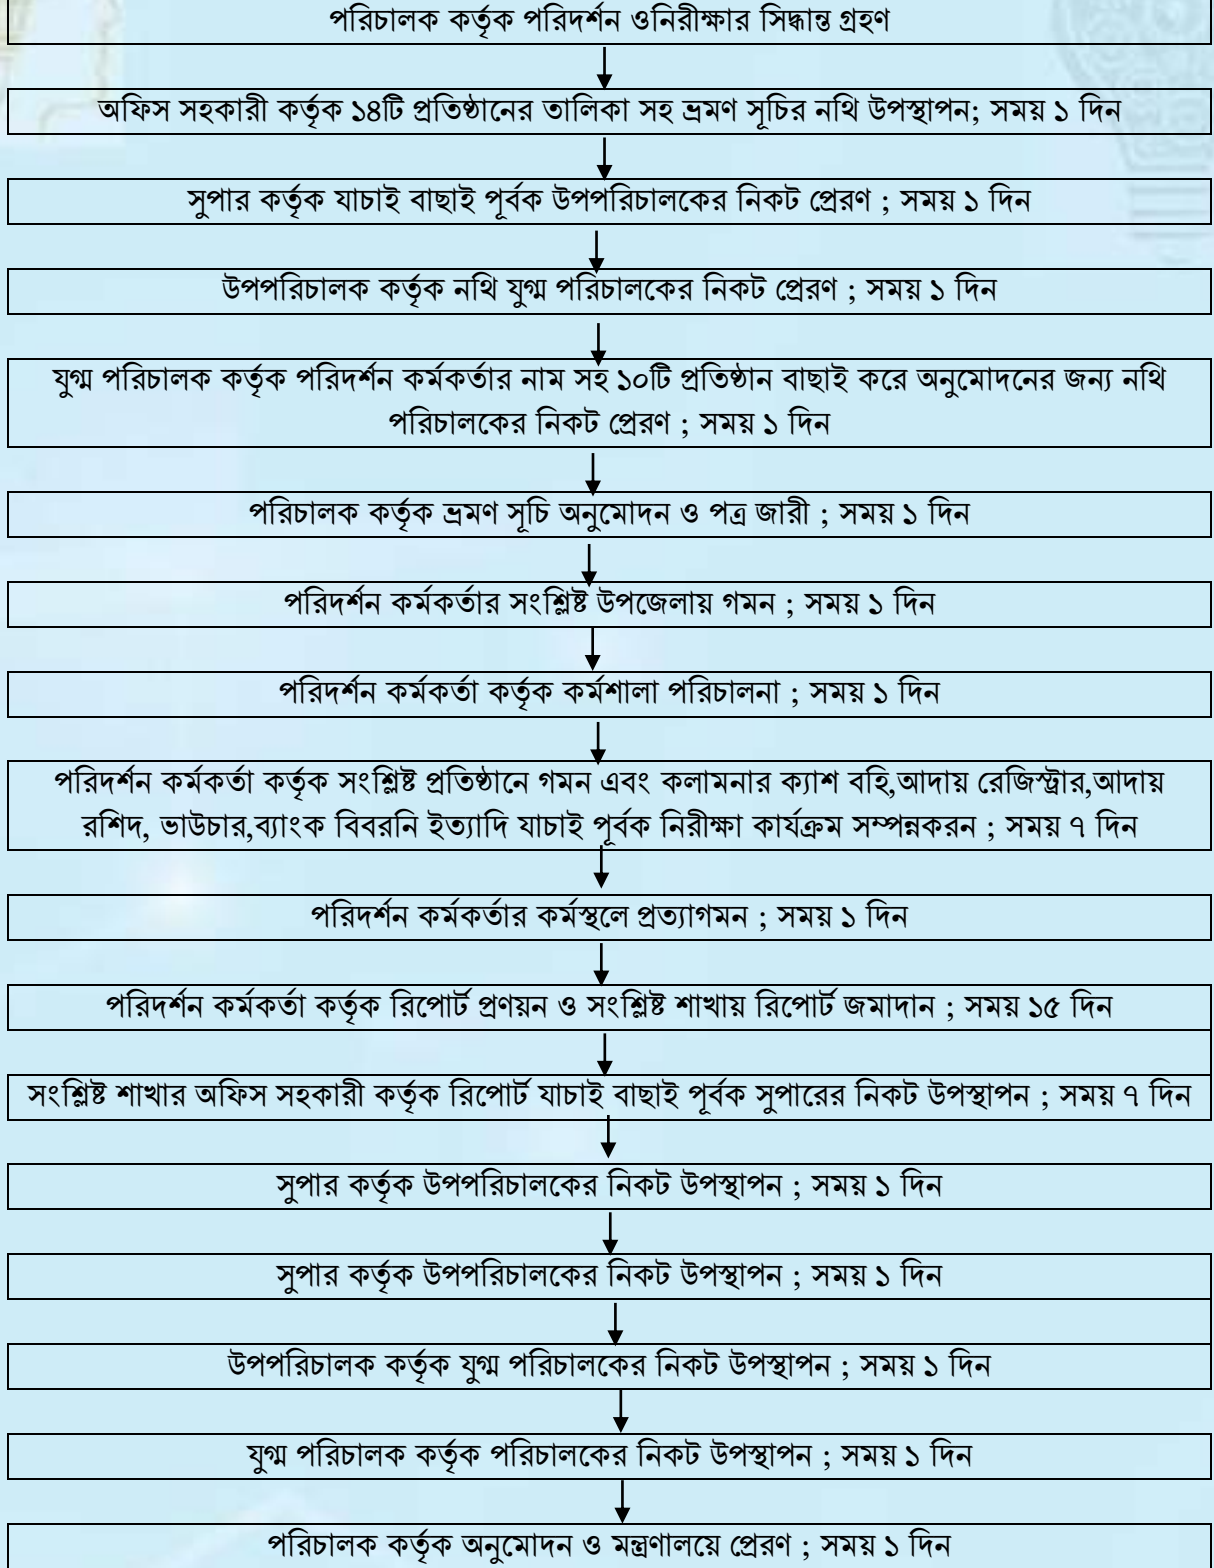 পরিচালক কর্তৃক পরিদর্শন ওনিরীক্ষার সিদ্ধান্ত গ্রহণ
অফিস সহকারী কর্তৃক ১৪টি প্রতিষ্ঠানের তালিকা সহ ভ্রমণ সূচির নথি উপস্থাপন; সময় ১ দিন
সুপার কর্তৃক যাচাই বাছাই পূর্বক উপপরিচালকের নিকট প্রেরণ ; সময় ১ দিন
উপপরিচালক কর্তৃক নথি যুগ্ম পরিচালকের নিকট প্রেরণ ; সময় ১ দিন
যুগ্ম পরিচালক কর্তৃক পরিদর্শন কর্মকর্তার নাম সহ ১০টি প্রতিষ্ঠান বাছাই করে অনুমোদনের জন্য নথি
পরিচালকের নিকট প্রেরণ ; সময় ১ দিন
পরিচালক কর্তৃক ভ্রমণ সূচি অনুমোদন ও পত্র জারী ; সময় ১ দিন
পরিদর্শন কর্মকর্তার সংশ্লিষ্ট উপজেলায় গমন ; সময় ১ দিন
পরিদর্শন কর্মকর্তা কর্তৃক কর্মশালা পরিচালনা ; সময় ১ দিন
পরিদর্শন কর্মকর্তা কর্তৃক সংশ্লিষ্ট প্রতিষ্ঠানে গমন এবং কলামনার ক্যাশ বহি,আদায় রেজিস্ট্রার,আদায়
রশিদ, ভাউচার,ব্যাংক বিবরনি ইত্যাদি যাচাই পূর্বক নিরীক্ষা কার্যক্রম সম্পন্নকরন ; সময় ৭ দিন
পরিদর্শন কর্মকর্তার কর্মস্থলে প্রত্যাগমন ; সময় ১ দিন
পরিদর্শন কর্মকর্তা কর্তৃক রিপোর্ট প্রণয়ন ও সংশ্লিষ্ট শাখায় রিপোর্ট জমাদান ; সময় ১৫ দিন
সংশ্লিষ্ট শাখার অফিস সহকারী কর্তৃক রিপোর্ট যাচাই বাছাই পূর্বক সুপারের নিকট উপস্থাপন ; সময় ৭ দিন
সুপার কর্তৃক উপপরিচালকের নিকট উপস্থাপন ; সময় ১ দিন
সুপার কর্তৃক উপপরিচালকের নিকট উপস্থাপন ; সময় ১ দিন
উপপরিচালক কর্তৃক যুগ্ম পরিচালকের নিকট উপস্থাপন ; সময় ১ দিন
যুগ্ম পরিচালক কর্তৃক পরিচালকের নিকট উপস্থাপন ; সময় ১ দিন
পরিচালক কর্তৃক অনুমোদন ও মন্ত্রণালয়ে প্রেরণ ; সময় ১ দিন